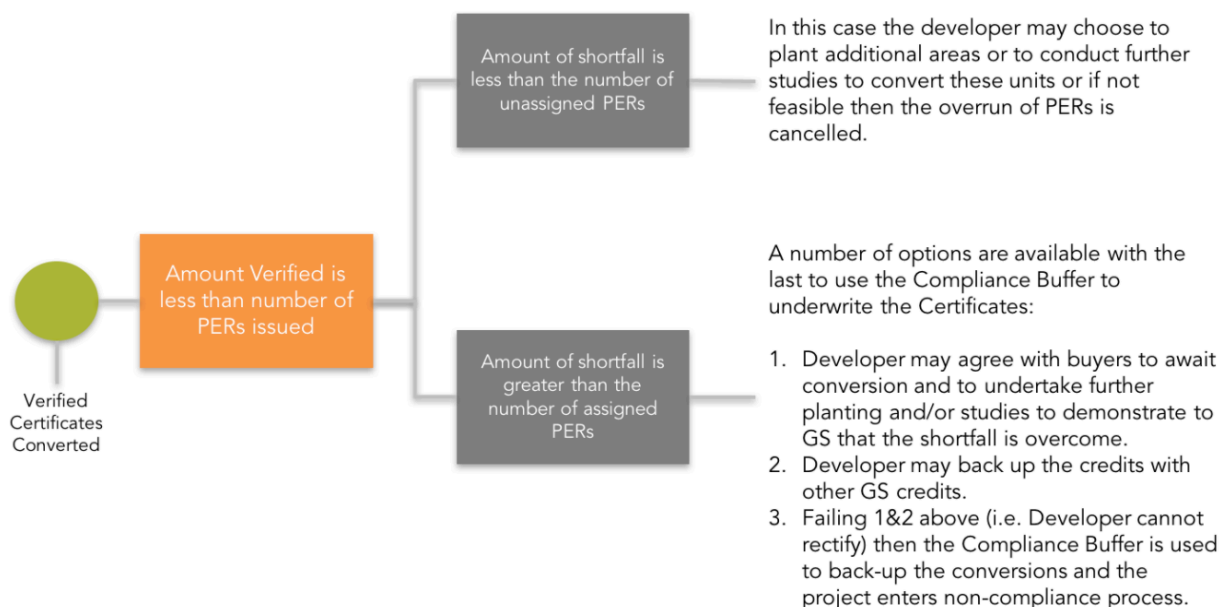 Verified
Certificates
Converted
Amount Verified is
less than number of
PERs issued
Amount of shortfall is
less than the number of
unassigned PERs
In this case the developer may choose to
plant additional areas or to conduct further
studies to convert these units or if not
feasible then the overrun of PERs is
cancelled.
Amount of shortfall is
greater than the
number of assigned
PERs
A number of options are available with the
last to use the Compliance Buffer to
underwrite the Certificates:
1. Developer may agree with buyers to await
conversion and to undertake further
planting and/or studies to demonstrate to
GS that the shortfall is overcome.
2. Developer may back up the credits with
other GS credits.
3. Failing 1&2 above (i.e. Developer cannot
rectify) then the Compliance Buffer is used
to back-up the conversions and the
project enters non-compliance process.